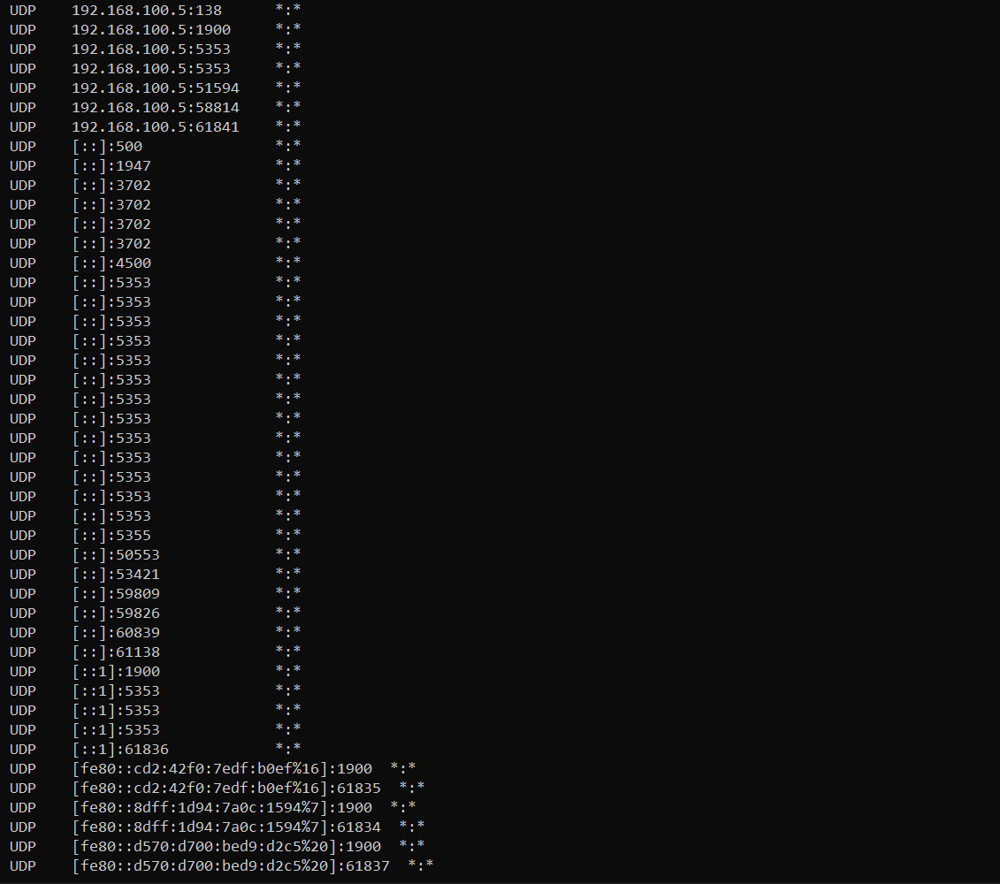 UDP    192.168.100.5:138      *:*
UDP    192.168.100.5:1900     *:*
UDP    192.168.100.5:5353     *:*
UDP    192.168.100.5:5353     *:*
UDP    192.168.100.5:51594    *:*
UDP    192.168.100.5:58814    *:*
UDP    192.168.100.5:61841    *:*
UDP    [::]:500               *:*
UDP    [::]:1947              *:*
UDP    [::]:3702              *:*
UDP    [::]:3702              *:*
UDP    [::]:3702              *:*
UDP    [::]:3702              *:*
UDP    [::]:4500              *:*
UDP    [::]:5353              *:*
UDP    [::]:5353              *:*
UDP    [::]:5353              *:*
UDP    [::]:5353              *:*
UDP    [::]:5353              *:*
UDP    [::]:5353              *:*
UDP    [::]:5353              *:*
UDP    [::]:5353              *:*
UDP    [::]:5353              *:*
UDP    [::]:5353              *:*
UDP    [::]:5353              *:*
UDP    [::]:5353              *:*
UDP    [::]:5353              *:*
UDP    [::]:5355              *:*
UDP    [::]:50553             *:*
UDP    [::]:53421             *:*
UDP    [::]:59809             *:*
UDP    [::]:59826             *:*
UDP    [::]:60839             *:*
UDP    [::]:61138             *:*
UDP    [::1]:1900             *:*
UDP    [::1]:5353             *:*
UDP    [::1]:5353             *:*
UDP    [::1]:5353             *:*
UDP    [::1]:61836            *:*
UDP    [fe80::cd2:42f0:7edf:b0ef%16]:1900  *:*
UDP    [fe80::cd2:42f0:7edf:b0ef%16]:61835  *:*
UDP    [fe80::8dff:1d94:7a0c:1594%7]:1900  *:*
UDP    [fe80::8dff:1d94:7a0c:1594%7]:61834  *:*
UDP    [fe80::d570:d700:bed9:d2c5%20]:1900  *:*
UDP    [fe80::d570:d700:bed9:d2c5%20]:61837  *:*